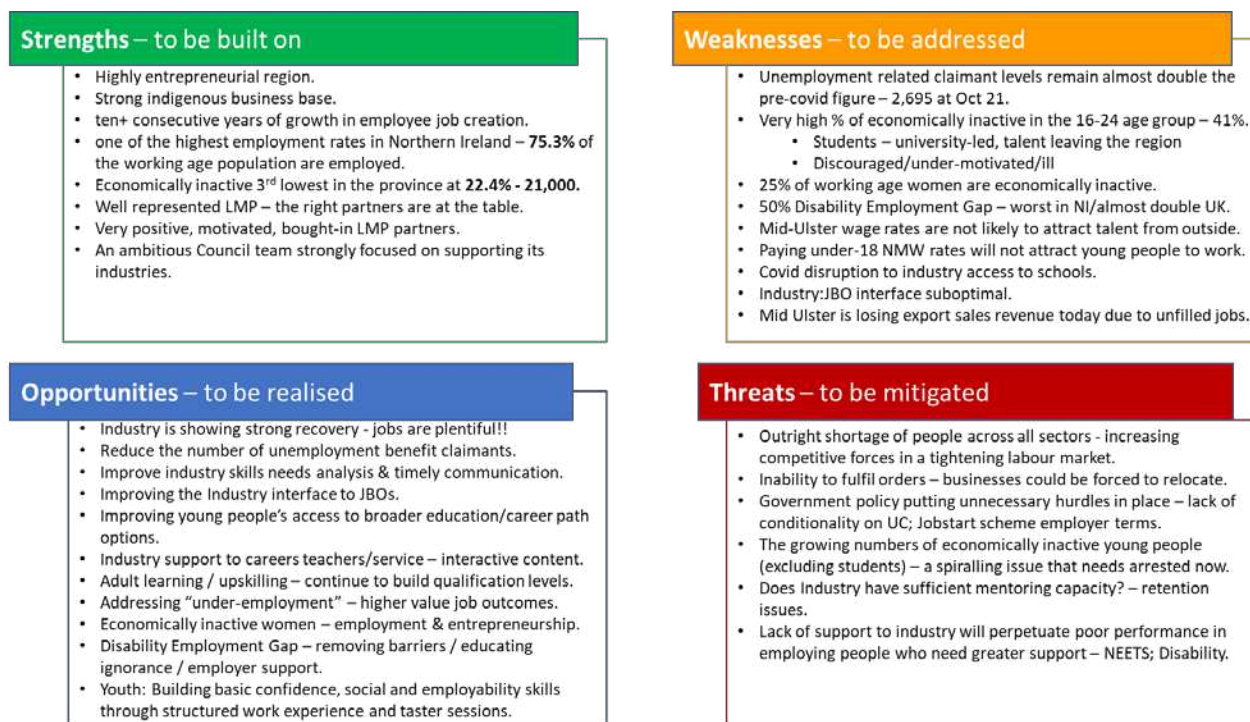 Strengths – to be built on
• Highly entrepreneurial region.
• Strong indigenous business base.
• ten+ consecutive years of growth in employee job creation.
• one of the highest employment rates in Northern Ireland – 75.3% of
the working age population are employed.
• Economically inactive 3rd lowest in the province at 22.4% - 21,000.
• Well represented LMP – the right partners are at the table.
• Very positive, motivated, bought-in LMP partners.
• An ambitious Council team strongly focused on supporting its
industries.
Weaknesses – to be addressed
• Unemployment related claimant levels remain almost double the
pre-covid figure – 2,695 at Oct 21.
• Very high % of economically inactive in the 16-24 age group – 41%.
• Students – university-led, talent leaving the region
• Discouraged/under-motivated/ill
• 25% of working age women are economically inactive.
• 50% Disability Employment Gap – worst in NI/almost double UK.
• Mid-Ulster wage rates are not likely to attract talent from outside.
• Paying under-18 NMW rates will not attract young people to work.
• Covid disruption to industry access to schools.
• Industry:JBO interface suboptimal.
• Mid Ulster is losing export sales revenue today due to unfilled jobs.
Opportunities – to be realised
• Industry is showing strong recovery - jobs are plentiful!!
• Reduce the number of unemployment benefit claimants.
• Improve industry skills needs analysis & timely communication.
• Improving the Industry interface to JBOs.
• Improving young people's access to broader education/career path
options.
• Industry support to careers teachers/service – interactive content.
• Adult learning / upskilling – continue to build qualification levels.
• Addressing "under-employment" – higher value job outcomes.
• Economically inactive women – employment & entrepreneurship.
• Disability Employment Gap – removing barriers / educating
ignorance / employer support.
• Youth: Building basic confidence, social and employability skills
through structured work experience and taster sessions.
Threats – to be mitigated
• Outright shortage of people across all sectors - increasing
competitive forces in a tightening labour market.
• Inability to fulfil orders – businesses could be forced to relocate.
• Government policy putting unnecessary hurdles in place – lack of
conditionality on UC; Jobstart scheme employer terms.
• The growing numbers of economically inactive young people
(excluding students) – a spiralling issue that needs arrested now.
• Does Industry have sufficient mentoring capacity? – retention
issues.
• Lack of support to industry will perpetuate poor performance in
employing people who need greater support – NEETS; Disability.